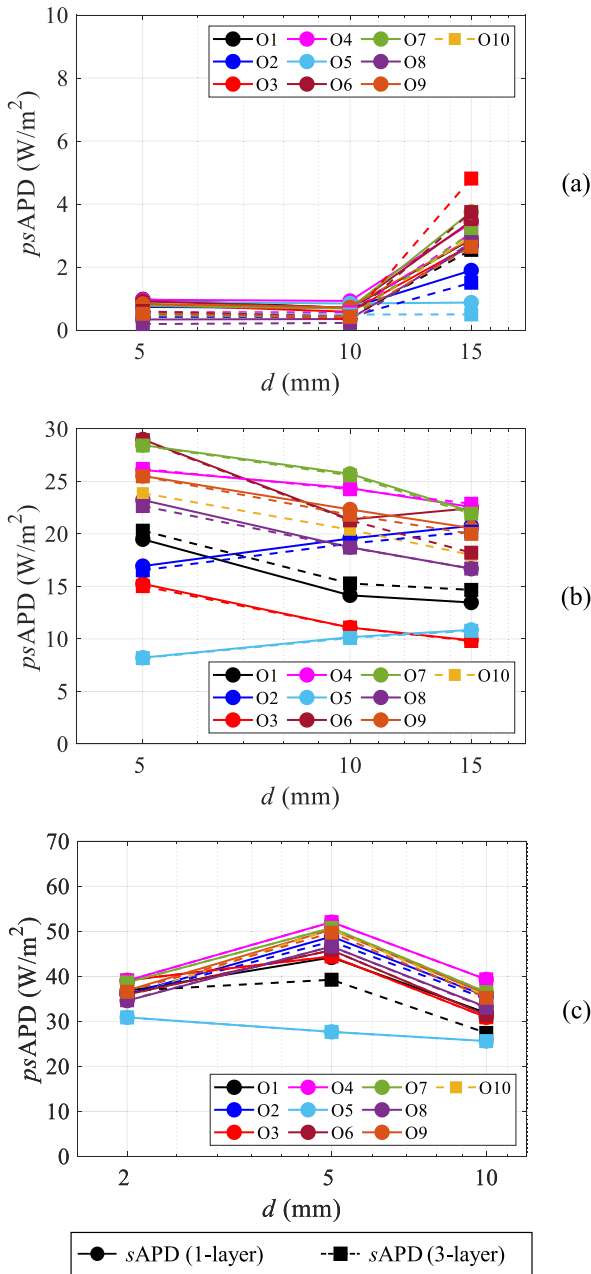 10
8
6
4
2
0
psAPD (W/m²)
O1 O4 O7 O10
O2 O5 O8
O3 O6 O9
5 10 15
d (mm)
(a)
30
25
20
15
10
5
0
psAPD (W/m²)
O1 O4 O7 O10
O2 O5 O8
O3 O6 O9
5 10 15
d (mm)
(b)
70
60
50
40
30
20
10
0
psAPD (W/m²)
O1 O4 O7 O10
O2 O5 O8
O3 O6 O9
2 5 10
d (mm)
(c)
sAPD (1-layer) sAPD (3-layer)